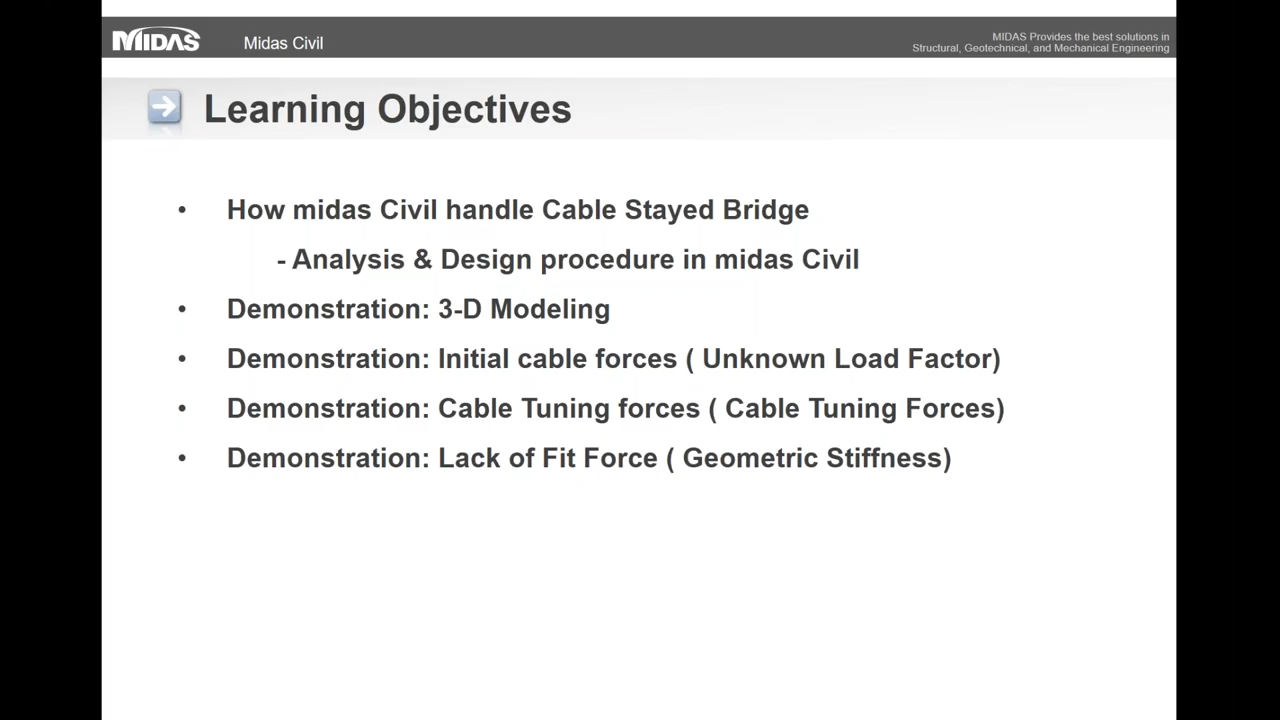 MIDAS
Midas Civil
MIDAS Provides the best solutions in
Structural, Geotechnical, and Mechanical Engineering
Learning Objectives
• How midas Civil handle Cable Stayed Bridge
- Analysis & Design procedure in midas Civil
• Demonstration: 3-D Modeling
• Demonstration: Initial cable forces ( Unknown Load Factor)
• Demonstration: Cable Tuning forces ( Cable Tuning Forces)
• Demonstration: Lack of Fit Force ( Geometric Stiffness)